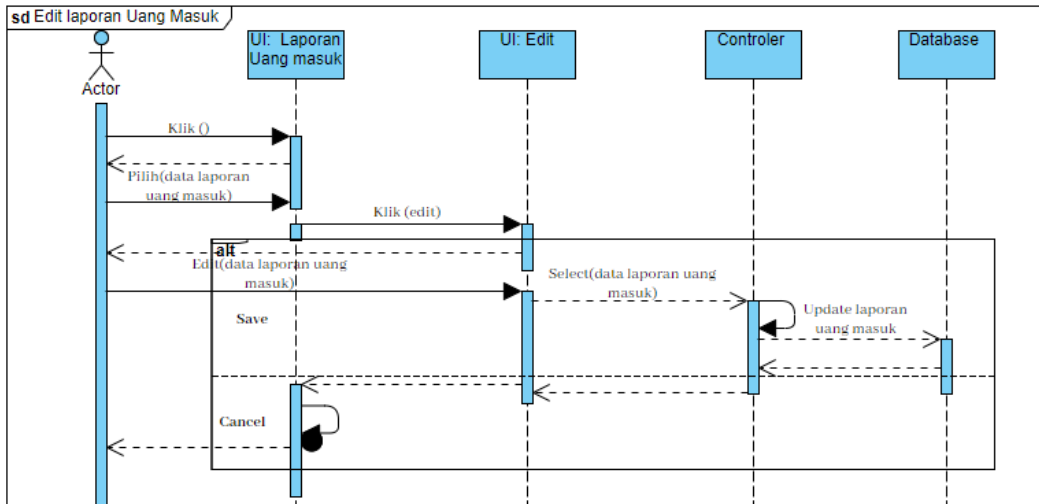 sd Edit laporan Uang Masuk
Actor
UI: Laporan
Uang masuk
UI: Edit
Controler
Database
Klik ()
Pilih(data laporan
uang masuk)
Klik (edit)
alt
Edit(data laporan uang
masuk)
Select(data laporan uang
masuk)
Update laporan
uang masuk
Save
Cancel